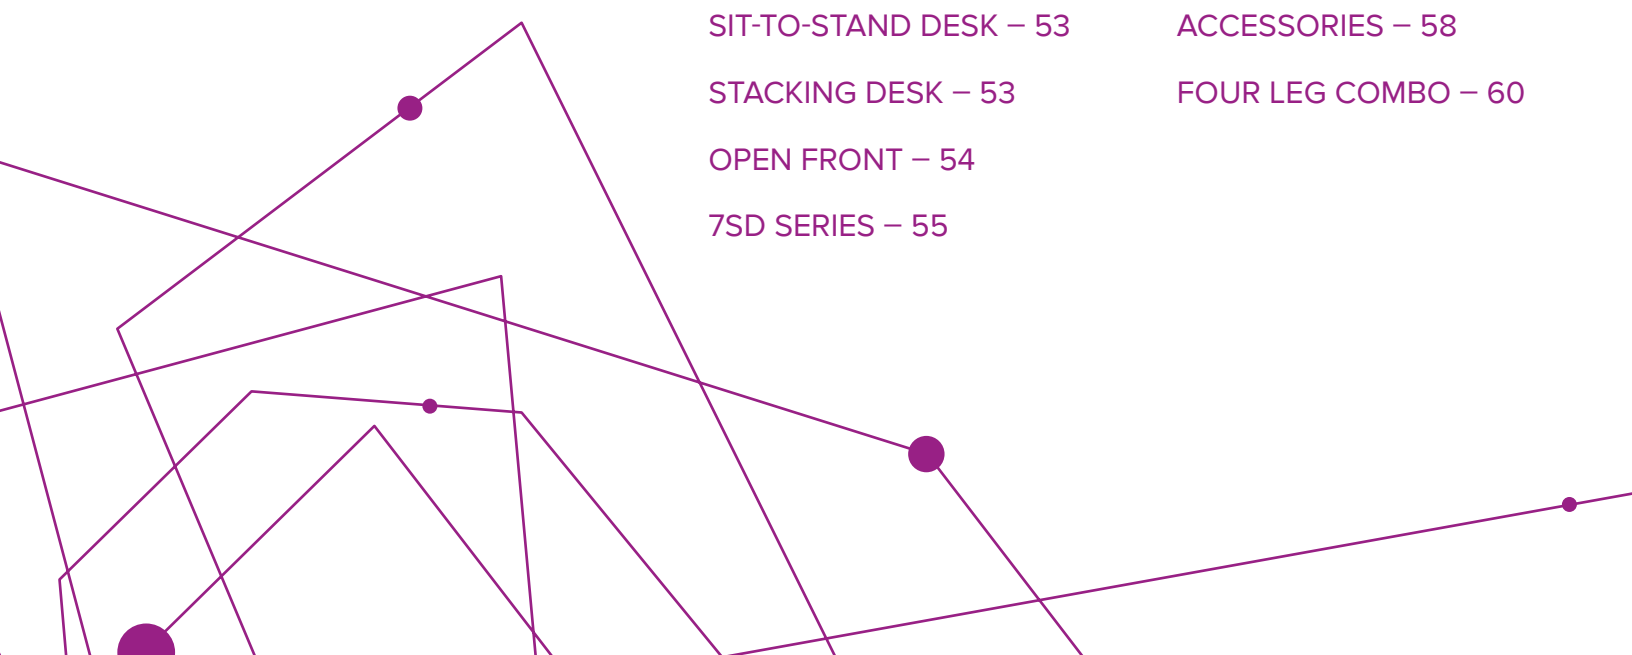 SIT-TO-STAND DESK – 53
STACKING DESK – 53
OPEN FRONT – 54
7SD SERIES – 55
ACCESSORIES – 58
FOUR LEG COMBO – 60